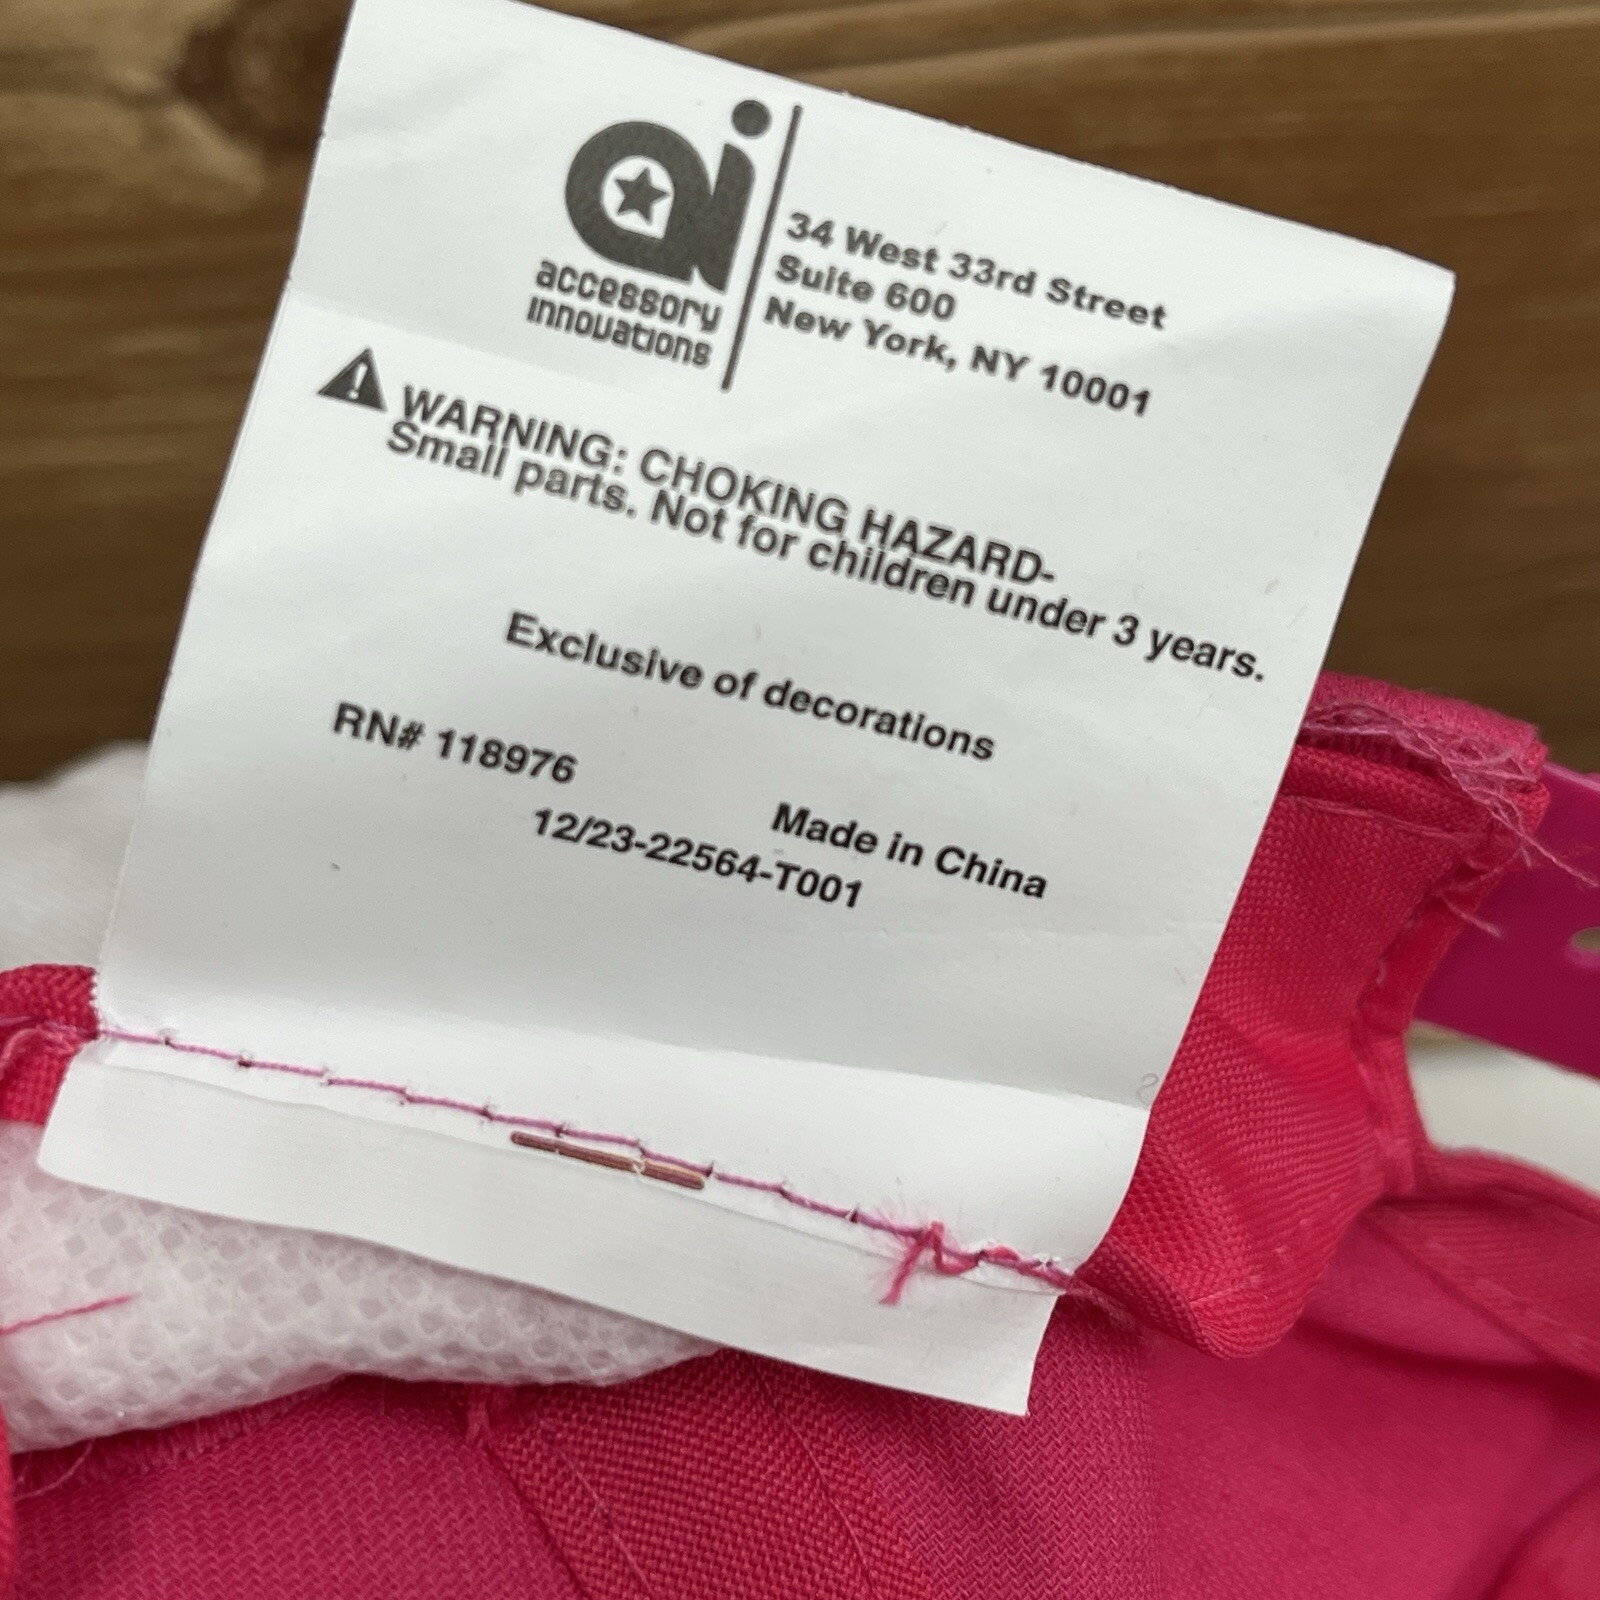 ai
accessory
innovations
34 West 33rd Street
Suite 600
New York, NY 10001
WARNING: CHOKING HAZARD-
Small parts. Not for children under 3 years.
Exclusive of decorations
RN# 118976
Made in China
12/23-22564-T001